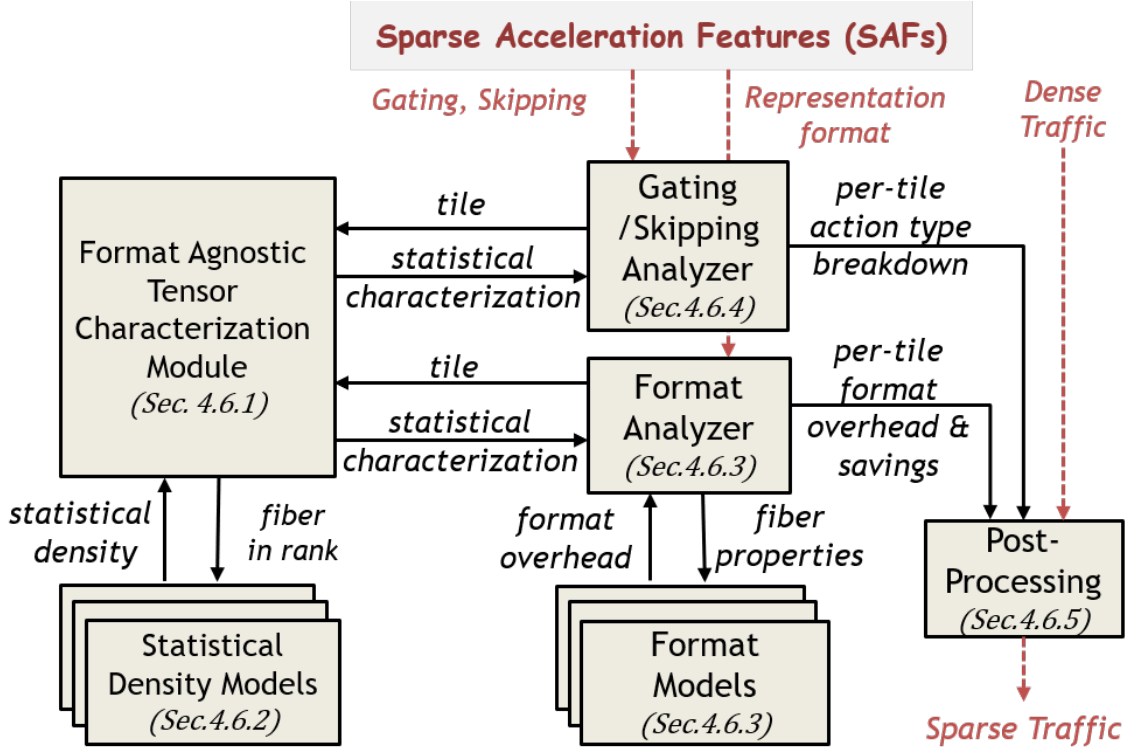 Sparse Acceleration Features (SAFs)
Gating, Skipping
Representation
format
Dense
Traffic
Format Agnostic
Tensor
Characterization
Module
(Sec. 4.6.1)
tile
statistical
characterization
Gating
/Skipping
Analyzer
(Sec.4.6.4)
per-tile
action type
breakdown
tile
statistical
characterization
Format
Analyzer
(Sec.4.6.3)
per-tile
format
overhead &
savings
statistical
density
fiber
in rank
format
overhead
fiber
properties
Post-
Processing
(Sec.4.6.5)
Statistical
Density Models
(Sec.4.6.2)
Format
Models
(Sec.4.6.3)
Sparse Traffic